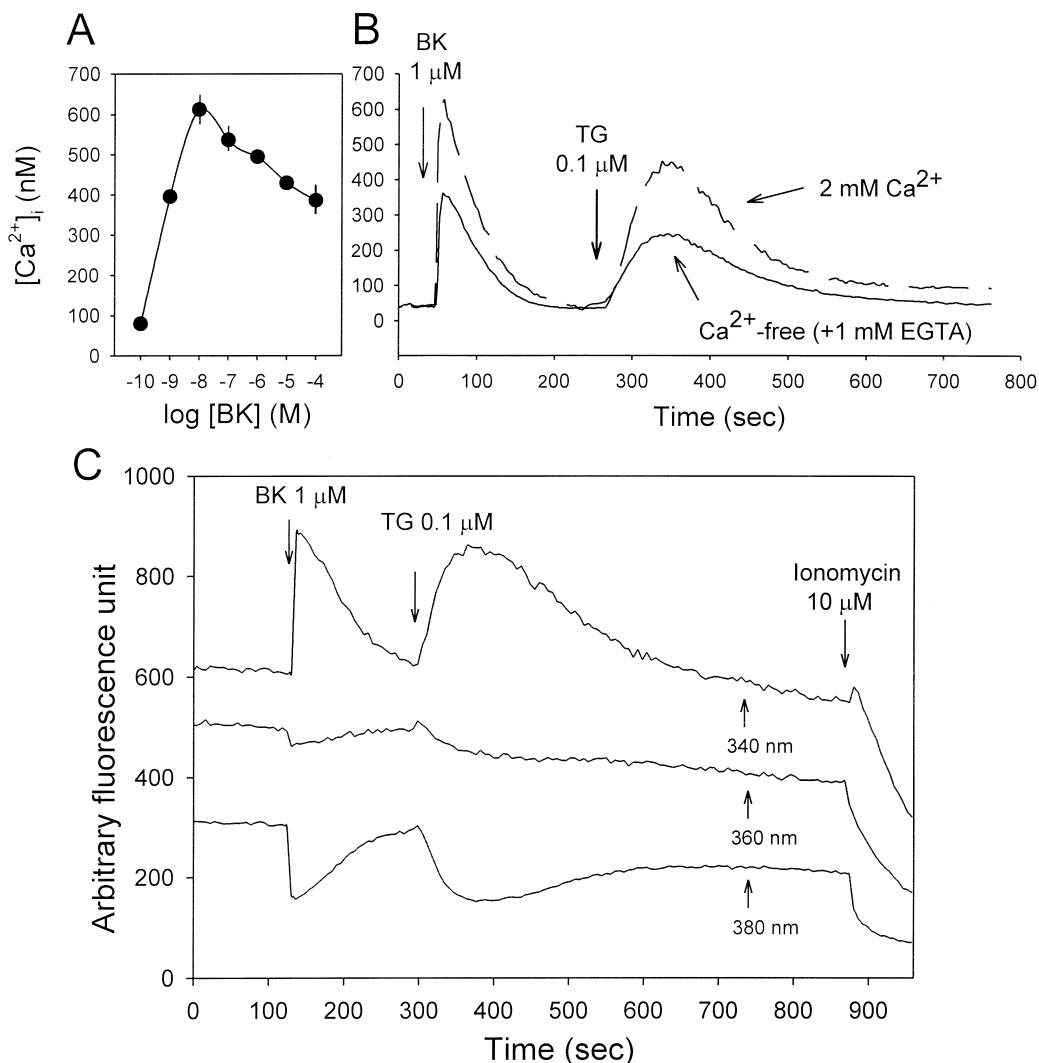 A
700
600
500
400
300
200
100
0
[Ca2+]i (nM)
-10 -9 -8 -7 -6 -5 -4
log [BK] (M)
B
BK
1 μM
700
600
500
400
300
200
100
0
TG
0.1 μM
2 mM Ca2+
Ca2+-free (+1 mM EGTA)
0 100 200 300 400 500 600 700 800
Time (sec)
C
1000
800
600
400
200
0
Arbitrary fluorescence unit
BK 1 μM
TG 0.1 μM
Ionomycin
10 μM
340 nm
360 nm
380 nm
0 100 200 300 400 500 600 700 800 900
Time (sec)